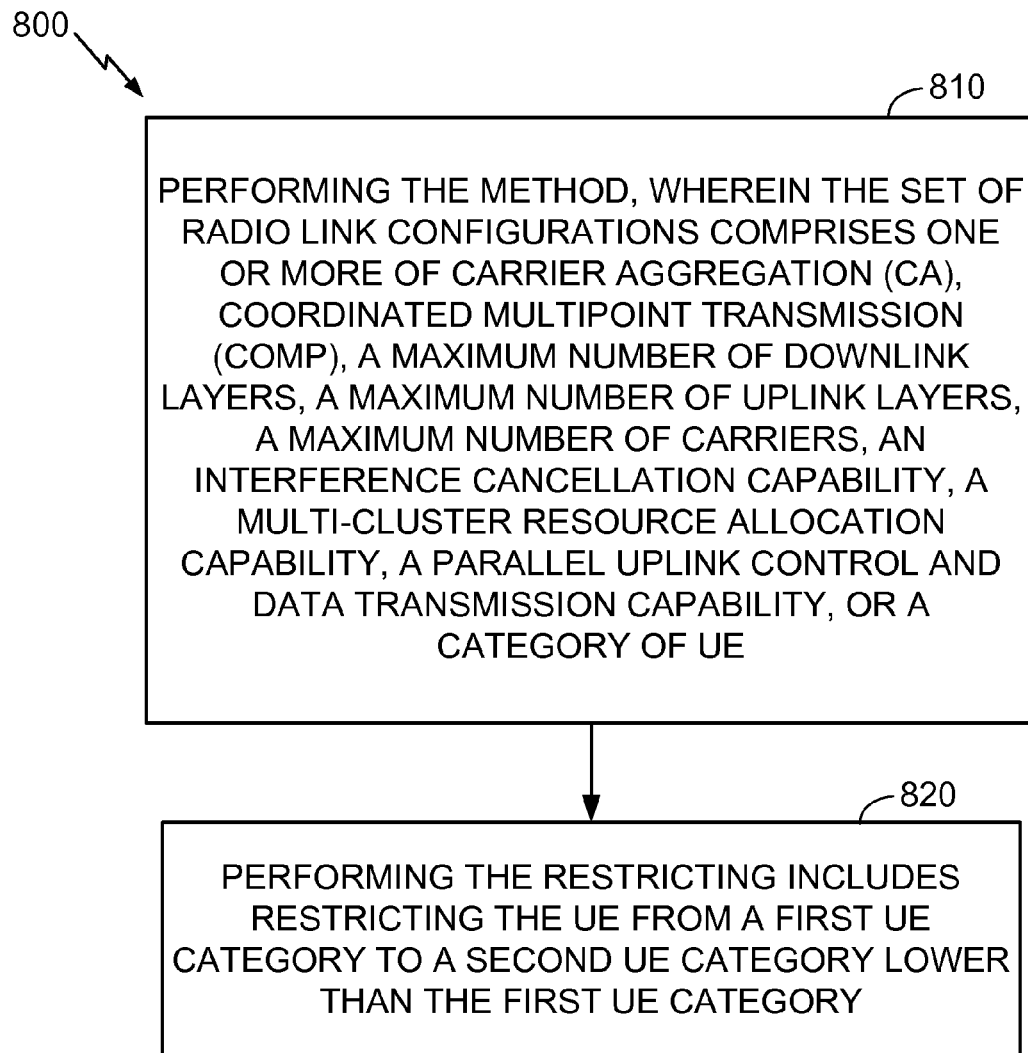 800
810
PERFORMING THE METHOD, WHEREIN THE SET OF
RADIO LINK CONFIGURATIONS COMPRISES ONE
OR MORE OF CARRIER AGGREGATION (CA),
COORDINATED MULTIPOINT TRANSMISSION
(COMP), A MAXIMUM NUMBER OF DOWNLINK
LAYERS, A MAXIMUM NUMBER OF UPLINK LAYERS,
A MAXIMUM NUMBER OF CARRIERS, AN
INTERFERENCE CANCELLATION CAPABILITY, A
MULTI-CLUSTER RESOURCE ALLOCATION
CAPABILITY, A PARALLEL UPLINK CONTROL AND
DATA TRANSMISSION CAPABILITY, OR A
CATEGORY OF UE
820
PERFORMING THE RESTRICTING INCLUDES
RESTRICTING THE UE FROM A FIRST UE
CATEGORY TO A SECOND UE CATEGORY LOWER
THAN THE FIRST UE CATEGORY